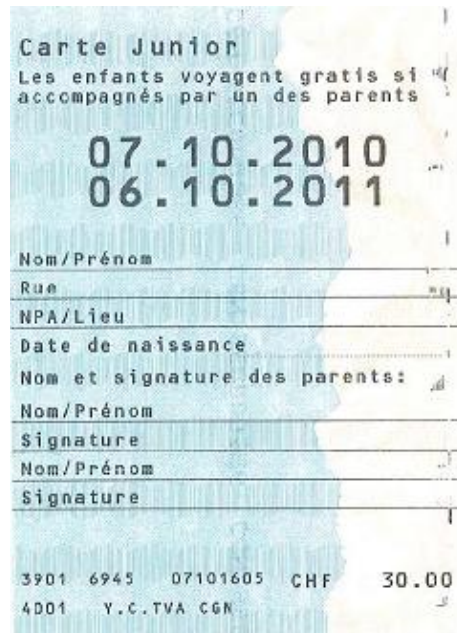 Carte Junior
Les enfants voyagent gratis si
accompagnés par un des parents
07.10.2010
06.10.2011
Nom/Prénom
Rue
NPA/Lieu
Date de naissance
Nom et signature des parents:
Nom/Prénom
Signature
Nom/Prénom
Signature
3901 6945 07101605 CHF 30.00
4001 Y.C.TVA CGN